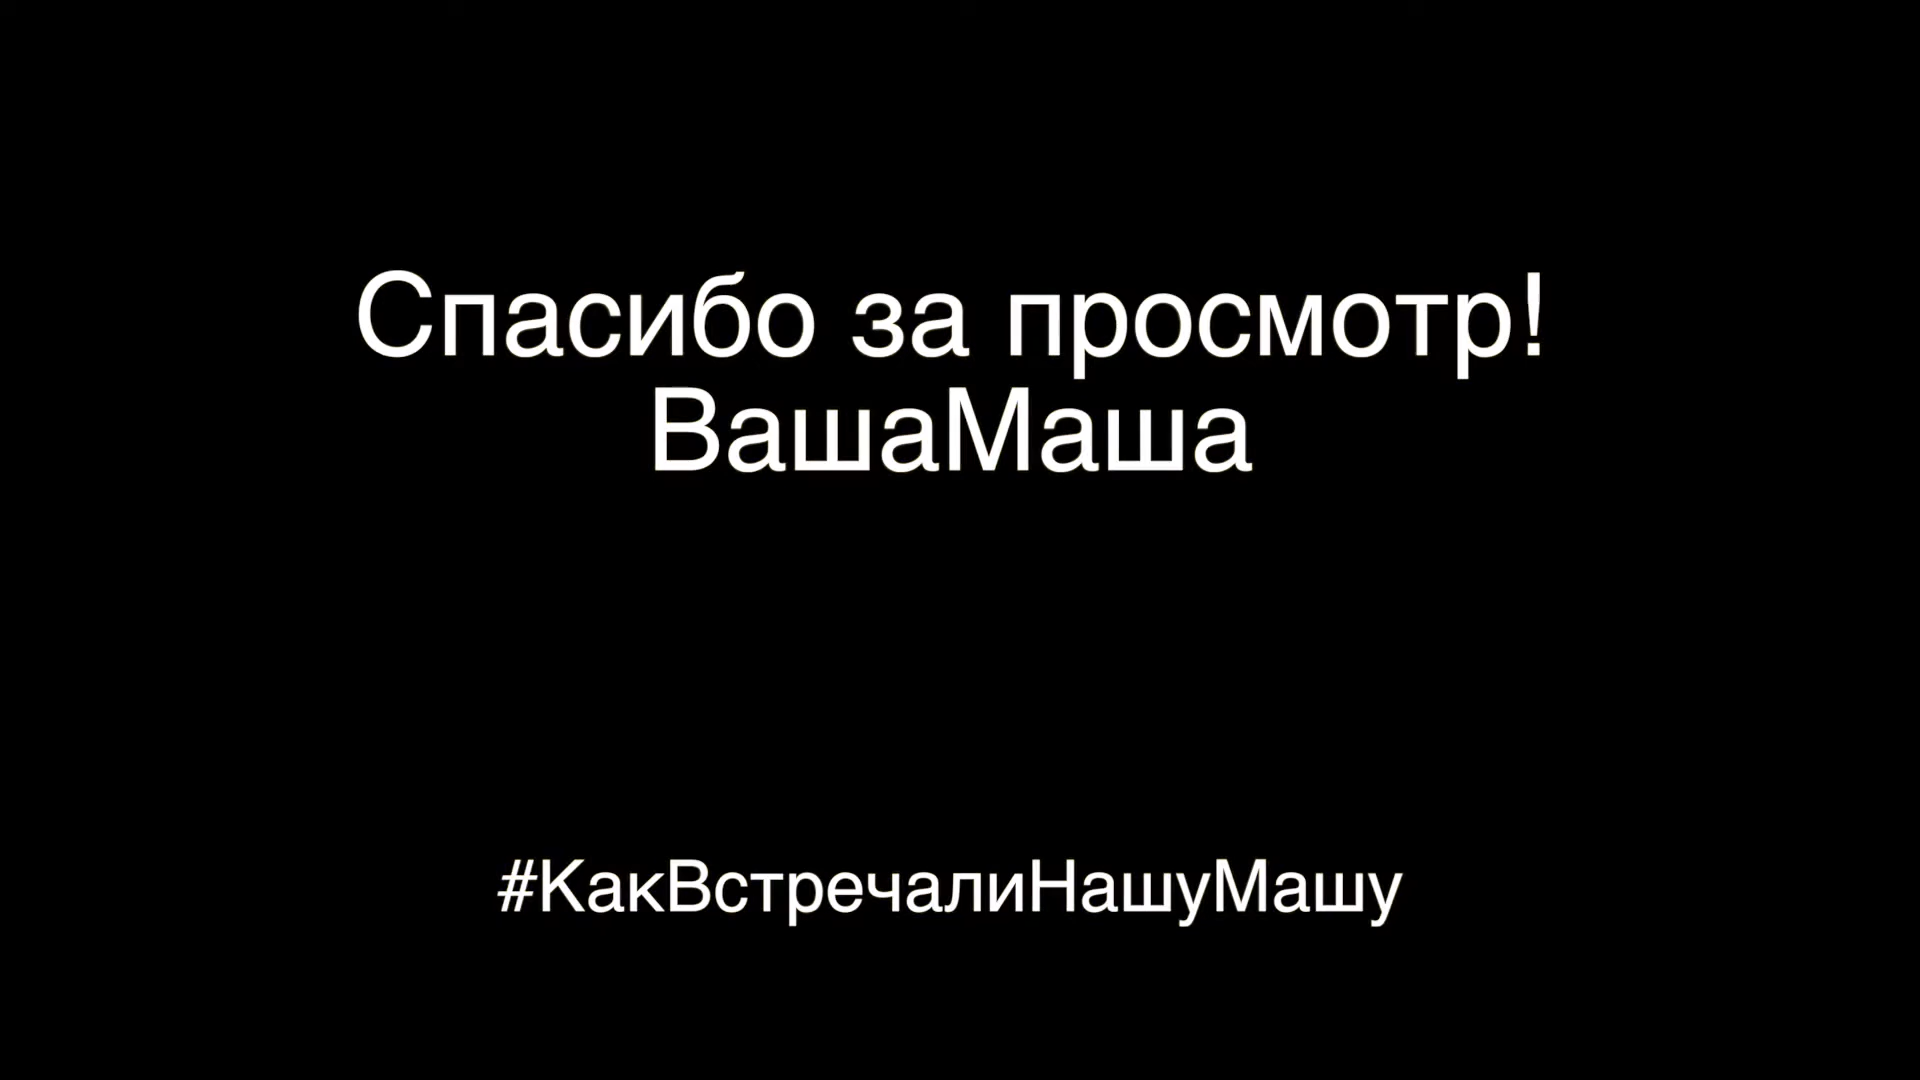 Спасибо за просмотр!
ВашаМаша
#КакВстречалиНашуМашу